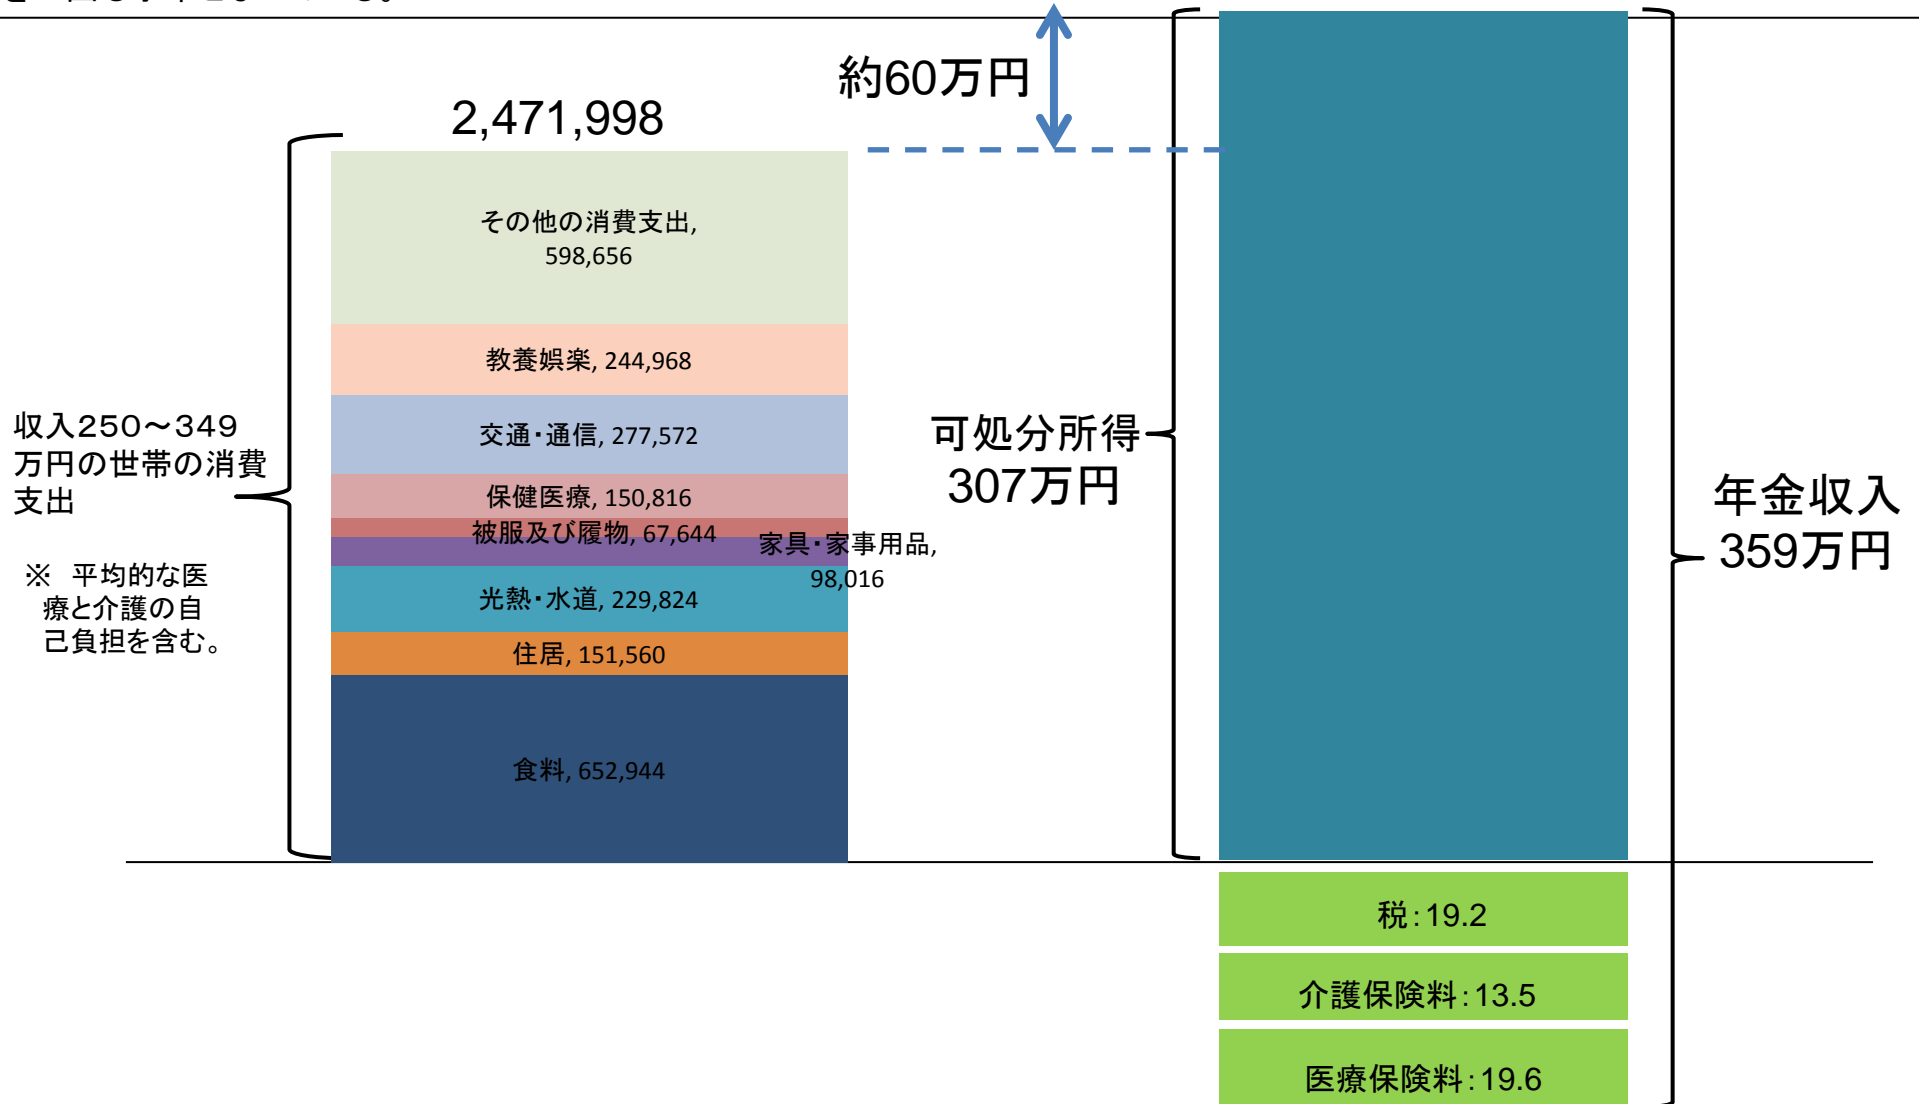 約60万円
2,471,998
その他の消費支出,
598,656
教養娯楽, 244,968
交通・通信, 277,572
保健医療, 150,816
被服及び履物, 67,644
家具・家事用品,
98,016
光熱・水道, 229,824
住居, 151,560
食料, 652,944
収入250～349
万円の世帯の消費
支出
※ 平均的な医
療と介護の自
己負担を含む。
可処分所得
307万円
年金収入
359万円
税：19.2
介護保険料：13.5
医療保険料：19.6